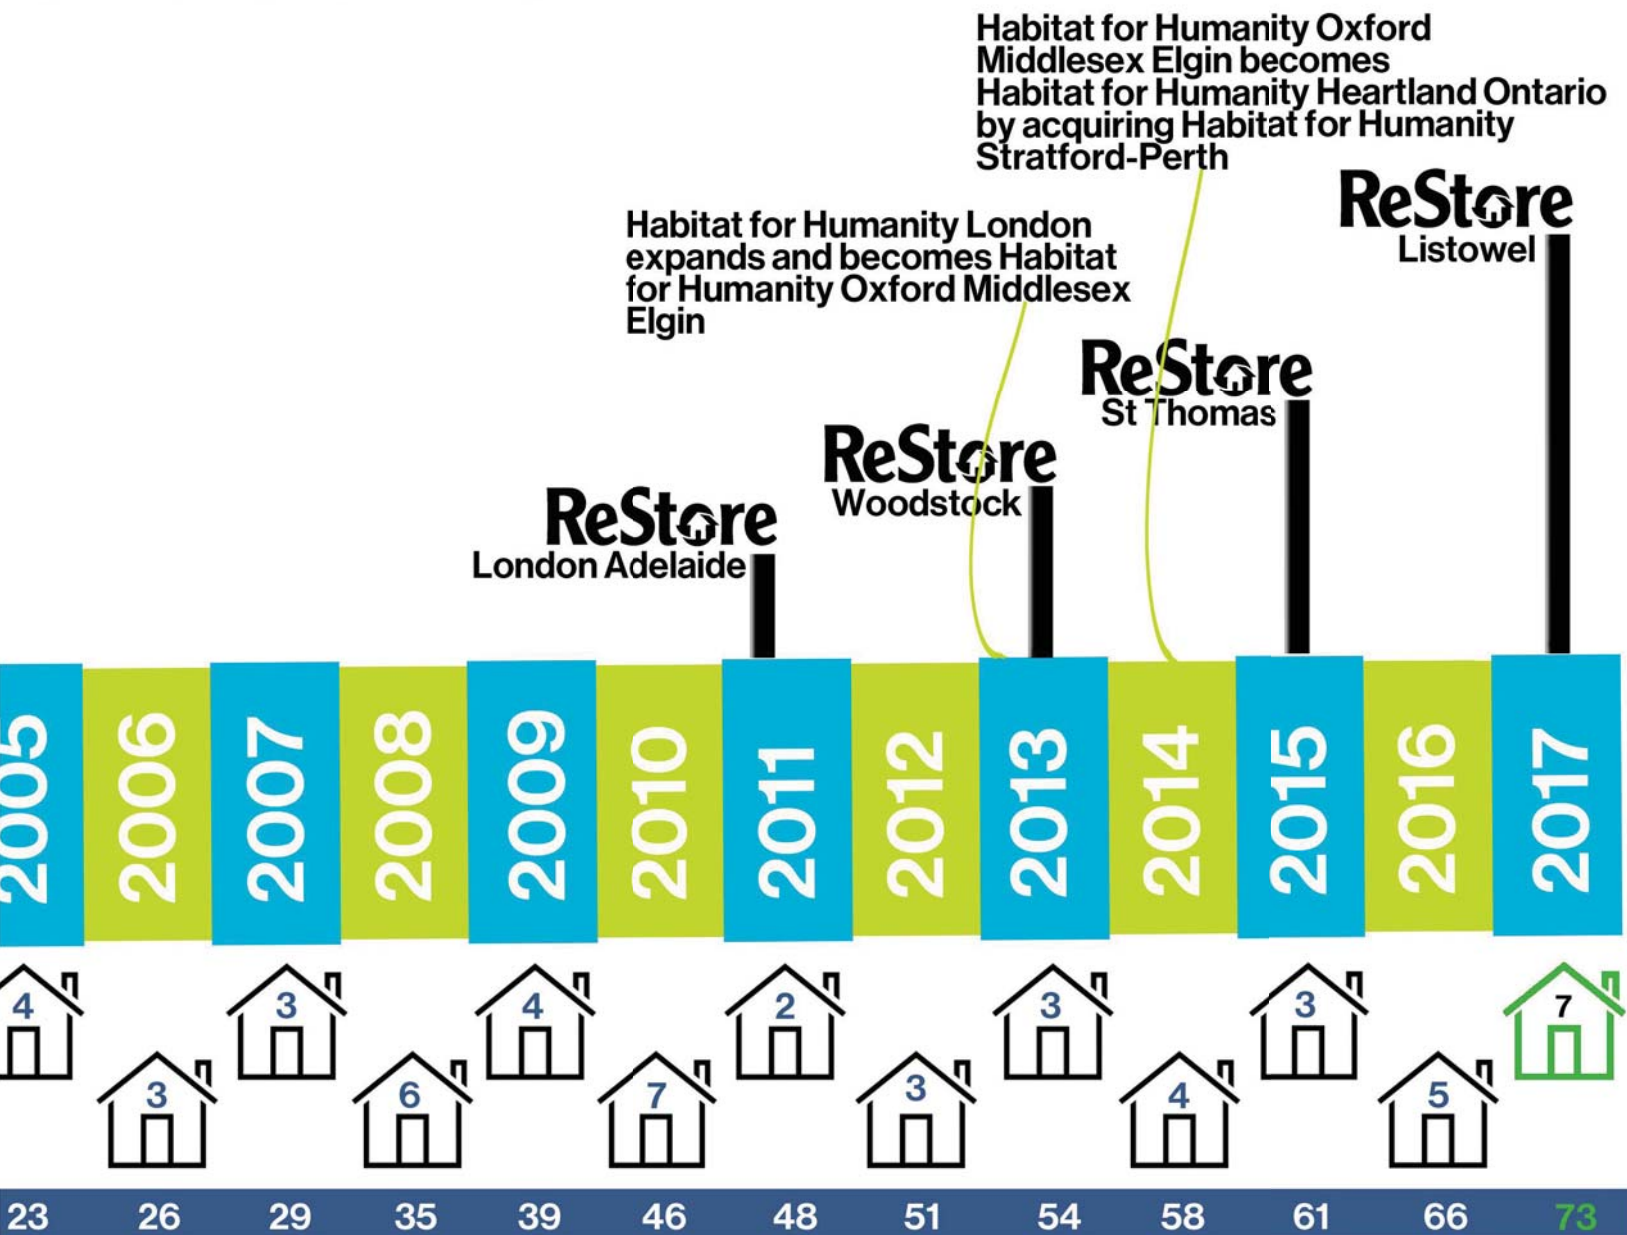 Habitat for Humanity Oxford
Middlesex Elgin becomes
Habitat for Humanity Heartland Ontario
by acquiring Habitat for Humanity
Stratford-Perth
ReStore
Listowel
Habitat for Humanity London
expands and becomes Habitat
for Humanity Oxford Middlesex
Elgin
ReStore
St Thomas
ReStore
Woodstock
ReStore
London Adelaide
2005
2006
2007
2008
2009
2010
2011
2012
2013
2014
2015
2016
2017
4
3
4
2
3
3
7
3
6
7
3
4
5
23 26 29 35 39 46 48 51 54 58 61 66 73